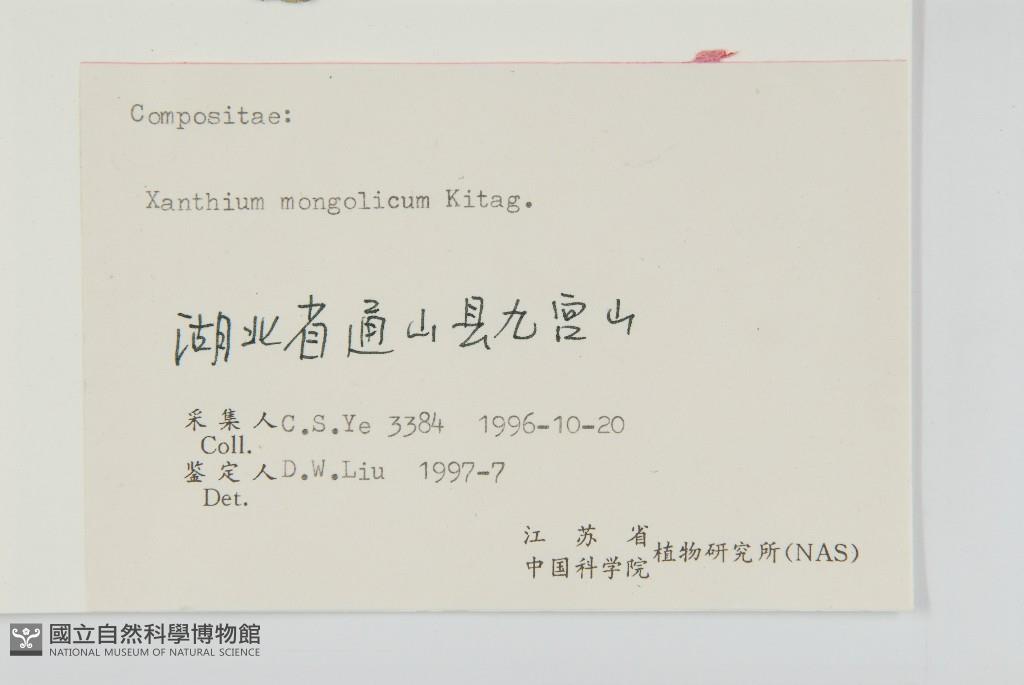 Compositae:
Xanthium mongolicum Kitag.
湖北省通山县九宫山
采集人 C.S.Ye 3384 1996-10-20
Coll.
鉴定人 D.W.Liu 1997-7
Det.
江苏省
中国科学院 植物研究所(NAS)
國立自然科學博物館
NATIONAL MUSEUM OF NATURAL SCIENCE